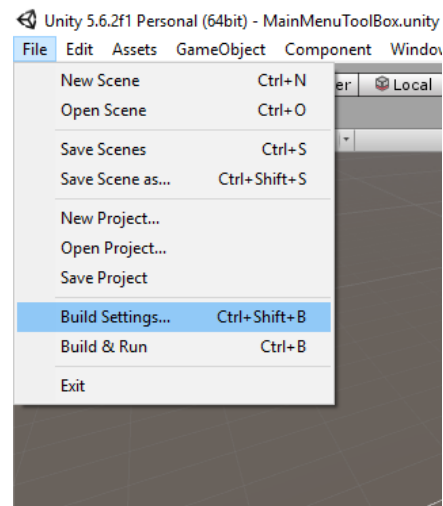 Unity 5.6.2f1 Personal (64bit) - MainMenuToolBox.unity
File Edit Assets GameObject Component Window
New Scene Ctrl+N
er Local
Open Scene Ctrl+O
Save Scenes Ctrl+S
Save Scene as... Ctrl+Shift+S
New Project...
Open Project...
Save Project
Build Settings... Ctrl+Shift+B
Build & Run Ctrl+B
Exit